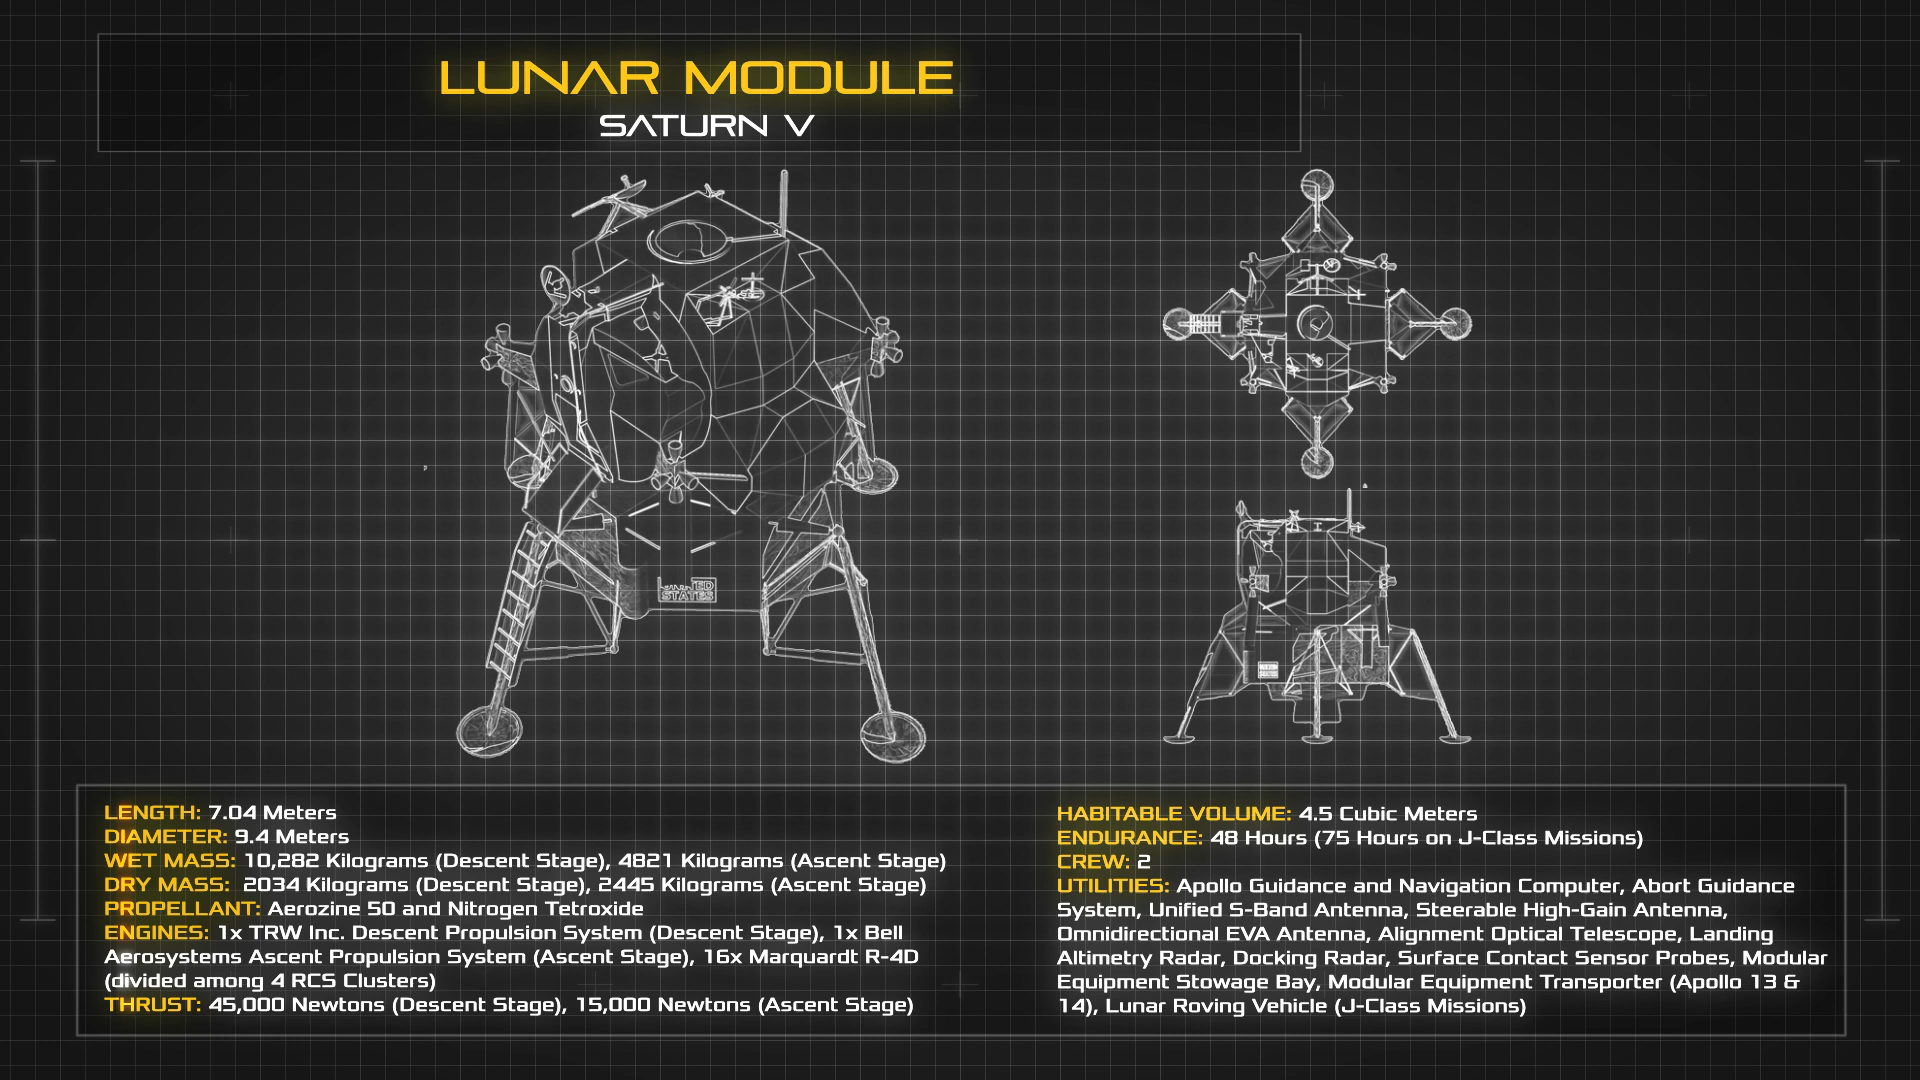 LUNAR MODULE
SATURN V
UNITED
STATES
LENGTH: 7.04 Meters
DIAMETER: 9.4 Meters
WET MASS: 10,282 Kilograms (Descent Stage), 4821 Kilograms (Ascent Stage)
DRY MASS: 2034 Kilograms (Descent Stage), 2445 Kilograms (Ascent Stage)
PROPELLANT: Aerozine 50 and Nitrogen Tetroxide
ENGINES: 1x TRW Inc. Descent Propulsion System (Descent Stage), 1x Bell
Aerosystems Ascent Propulsion System (Ascent Stage), 16x Marquardt R-4D
(divided among 4 RCS Clusters)
THRUST: 45,000 Newtons (Descent Stage), 15,000 Newtons (Ascent Stage)
HABITABLE VOLUME: 4.5 Cubic Meters
ENDURANCE: 48 Hours (75 Hours on J-Class Missions)
CREW: 2
UTILITIES: Apollo Guidance and Navigation Computer, Abort Guidance
System, Unified S-Band Antenna, Steerable High-Gain Antenna,
Omnidirectional EVA Antenna, Alignment Optical Telescope, Landing
Altimetry Radar, Docking Radar, Surface Contact Sensor Probes, Modular
Equipment Stowage Bay, Modular Equipment Transporter (Apollo 13 &
14), Lunar Roving Vehicle (J-Class Missions)